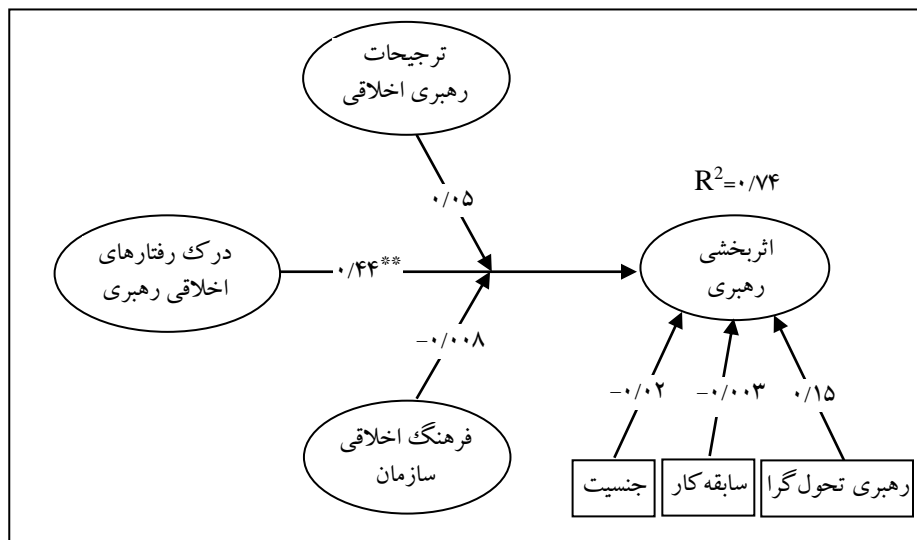 ترجیحات
رهبری اخلاقی
R²=۰/۷۴
۰/۰۵
درک رفتارهای
اخلاقی رهبری
۰/۴۴**
اثربخشی
رهبری
–۰/۰۰۸
–۰/۰۲
–۰/۰۰۳
۰/۱۵
فرهنگ اخلاقی
سازمان
جنسیت
سابقه کار
رهبری تحول‌گرا